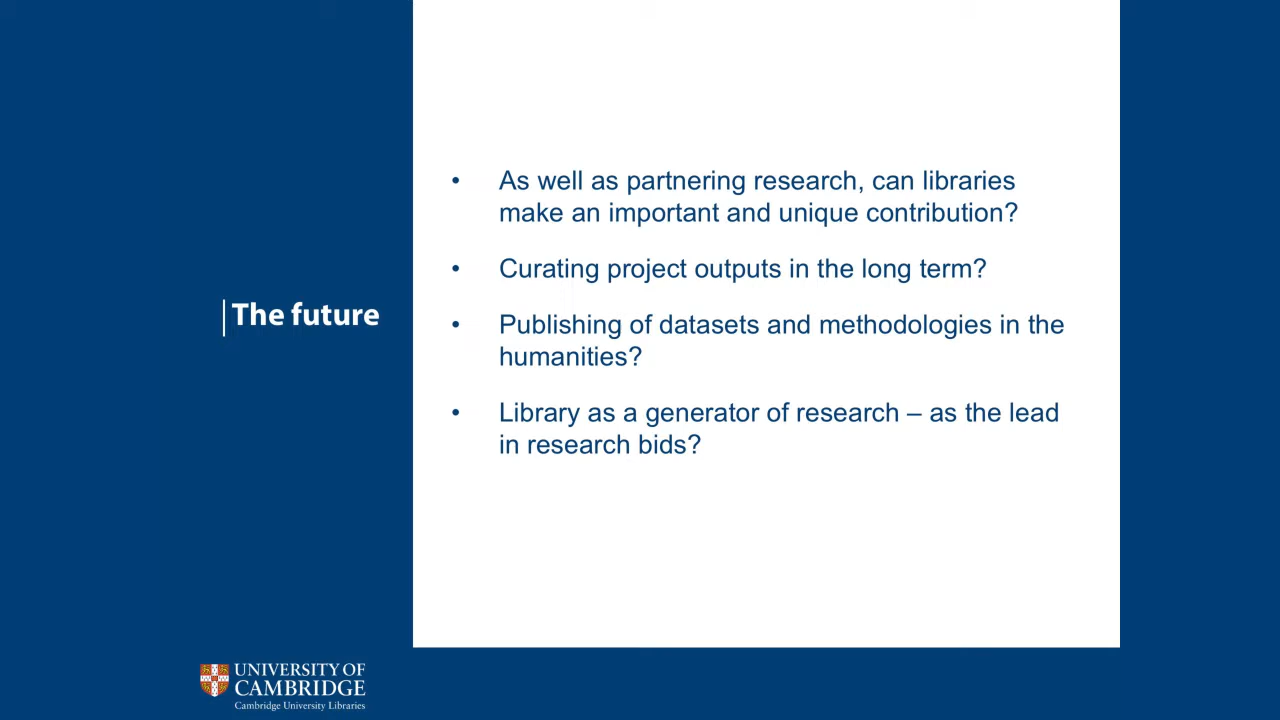 The future
• As well as partnering research, can libraries
make an important and unique contribution?
• Curating project outputs in the long term?
• Publishing of datasets and methodologies in the
humanities?
• Library as a generator of research – as the lead
in research bids?
UNIVERSITY OF
CAMBRIDGE
Cambridge University Libraries